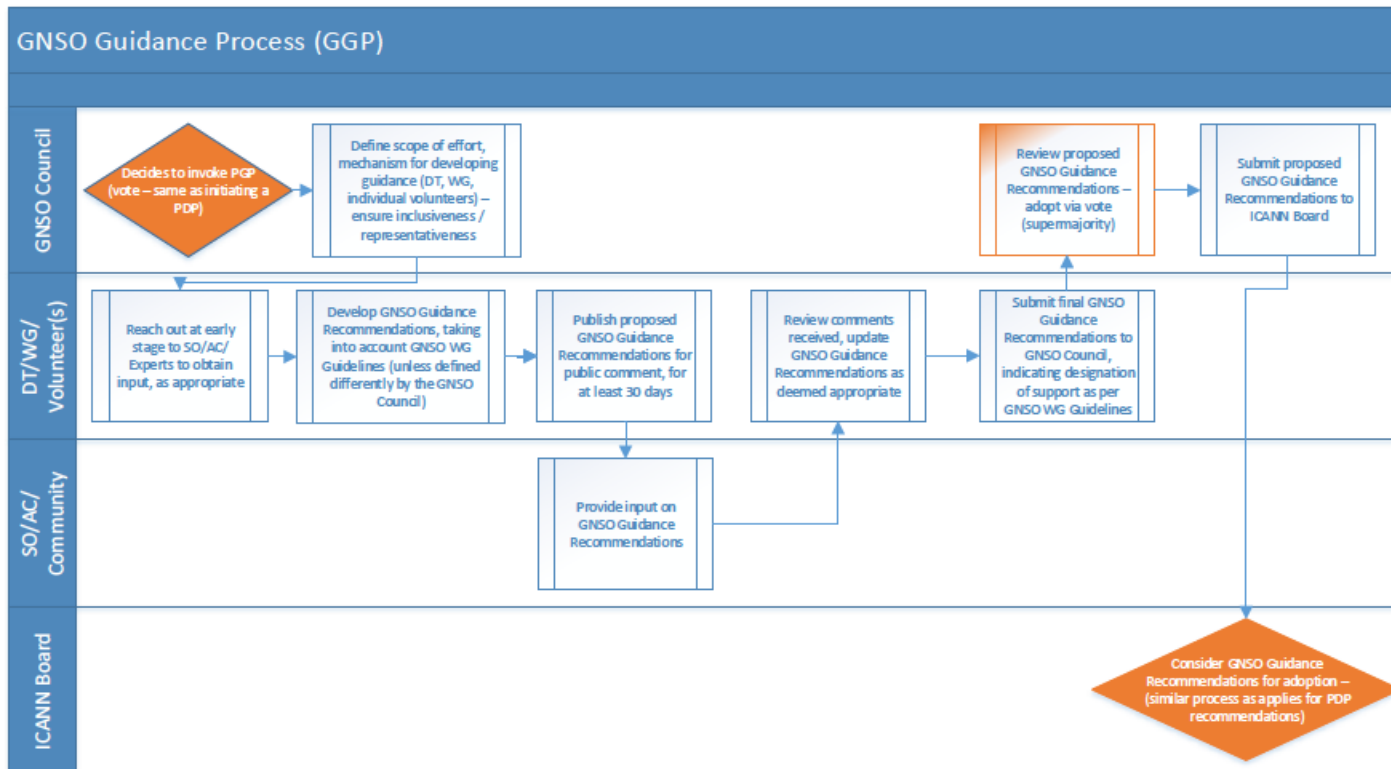 GNSO Guidance Process (GGP)
GNSO Council
Decides to invoke PGP
(vote – same as initiating a
PDP)
Define scope of effort,
mechanism for developing
guidance (DT, WG,
individual volunteers) –
ensure inclusiveness /
representativeness
Review proposed
GNSO Guidance
Recommendations –
adopt via vote
(supermajority)
Submit proposed
GNSO Guidance
Recommendations to
ICANN Board
DT/WG/
Volunteer(s)
Reach out at early
stage to SO/AC/
Experts to obtain
input, as appropriate
Develop GNSO Guidance
Recommendations, taking
into account GNSO WG
Guidelines (unless defined
differently by the GNSO
Council)
Publish proposed
GNSO Guidance
Recommendations for
public comment, for
at least 30 days
Review comments
received, update
GNSO Guidance
Recommendations as
deemed appropriate
Submit final GNSO
Guidance
Recommendations to
GNSO Council,
indicating designation
of support as per
GNSO WG Guidelines
SO/AC/
Community
Provide input on
GNSO Guidance
Recommendations
ICANN Board
Consider GNSO Guidance
Recommendations for adoption –
(similar process as applies for PDP
recommendations)